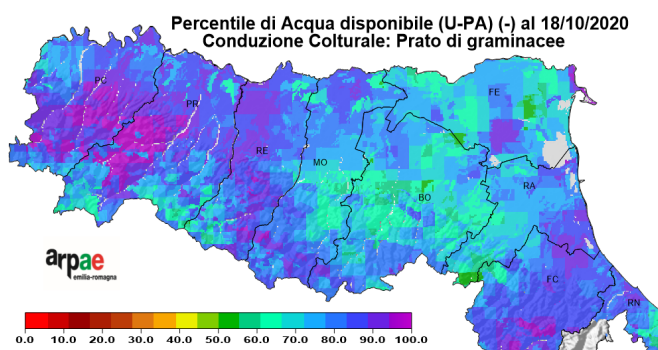 Percentile di Acqua disponibile (U-PA) (-) al 18/10/2020
Conduzione Colturale: Prato di graminacee
PC
PR
RE
MO
FE
BO
RA
FC
RN
arpae
emilia-romagna
0.0 10.0 20.0 30.0 40.0 50.0 60.0 70.0 80.0 90.0 100.0